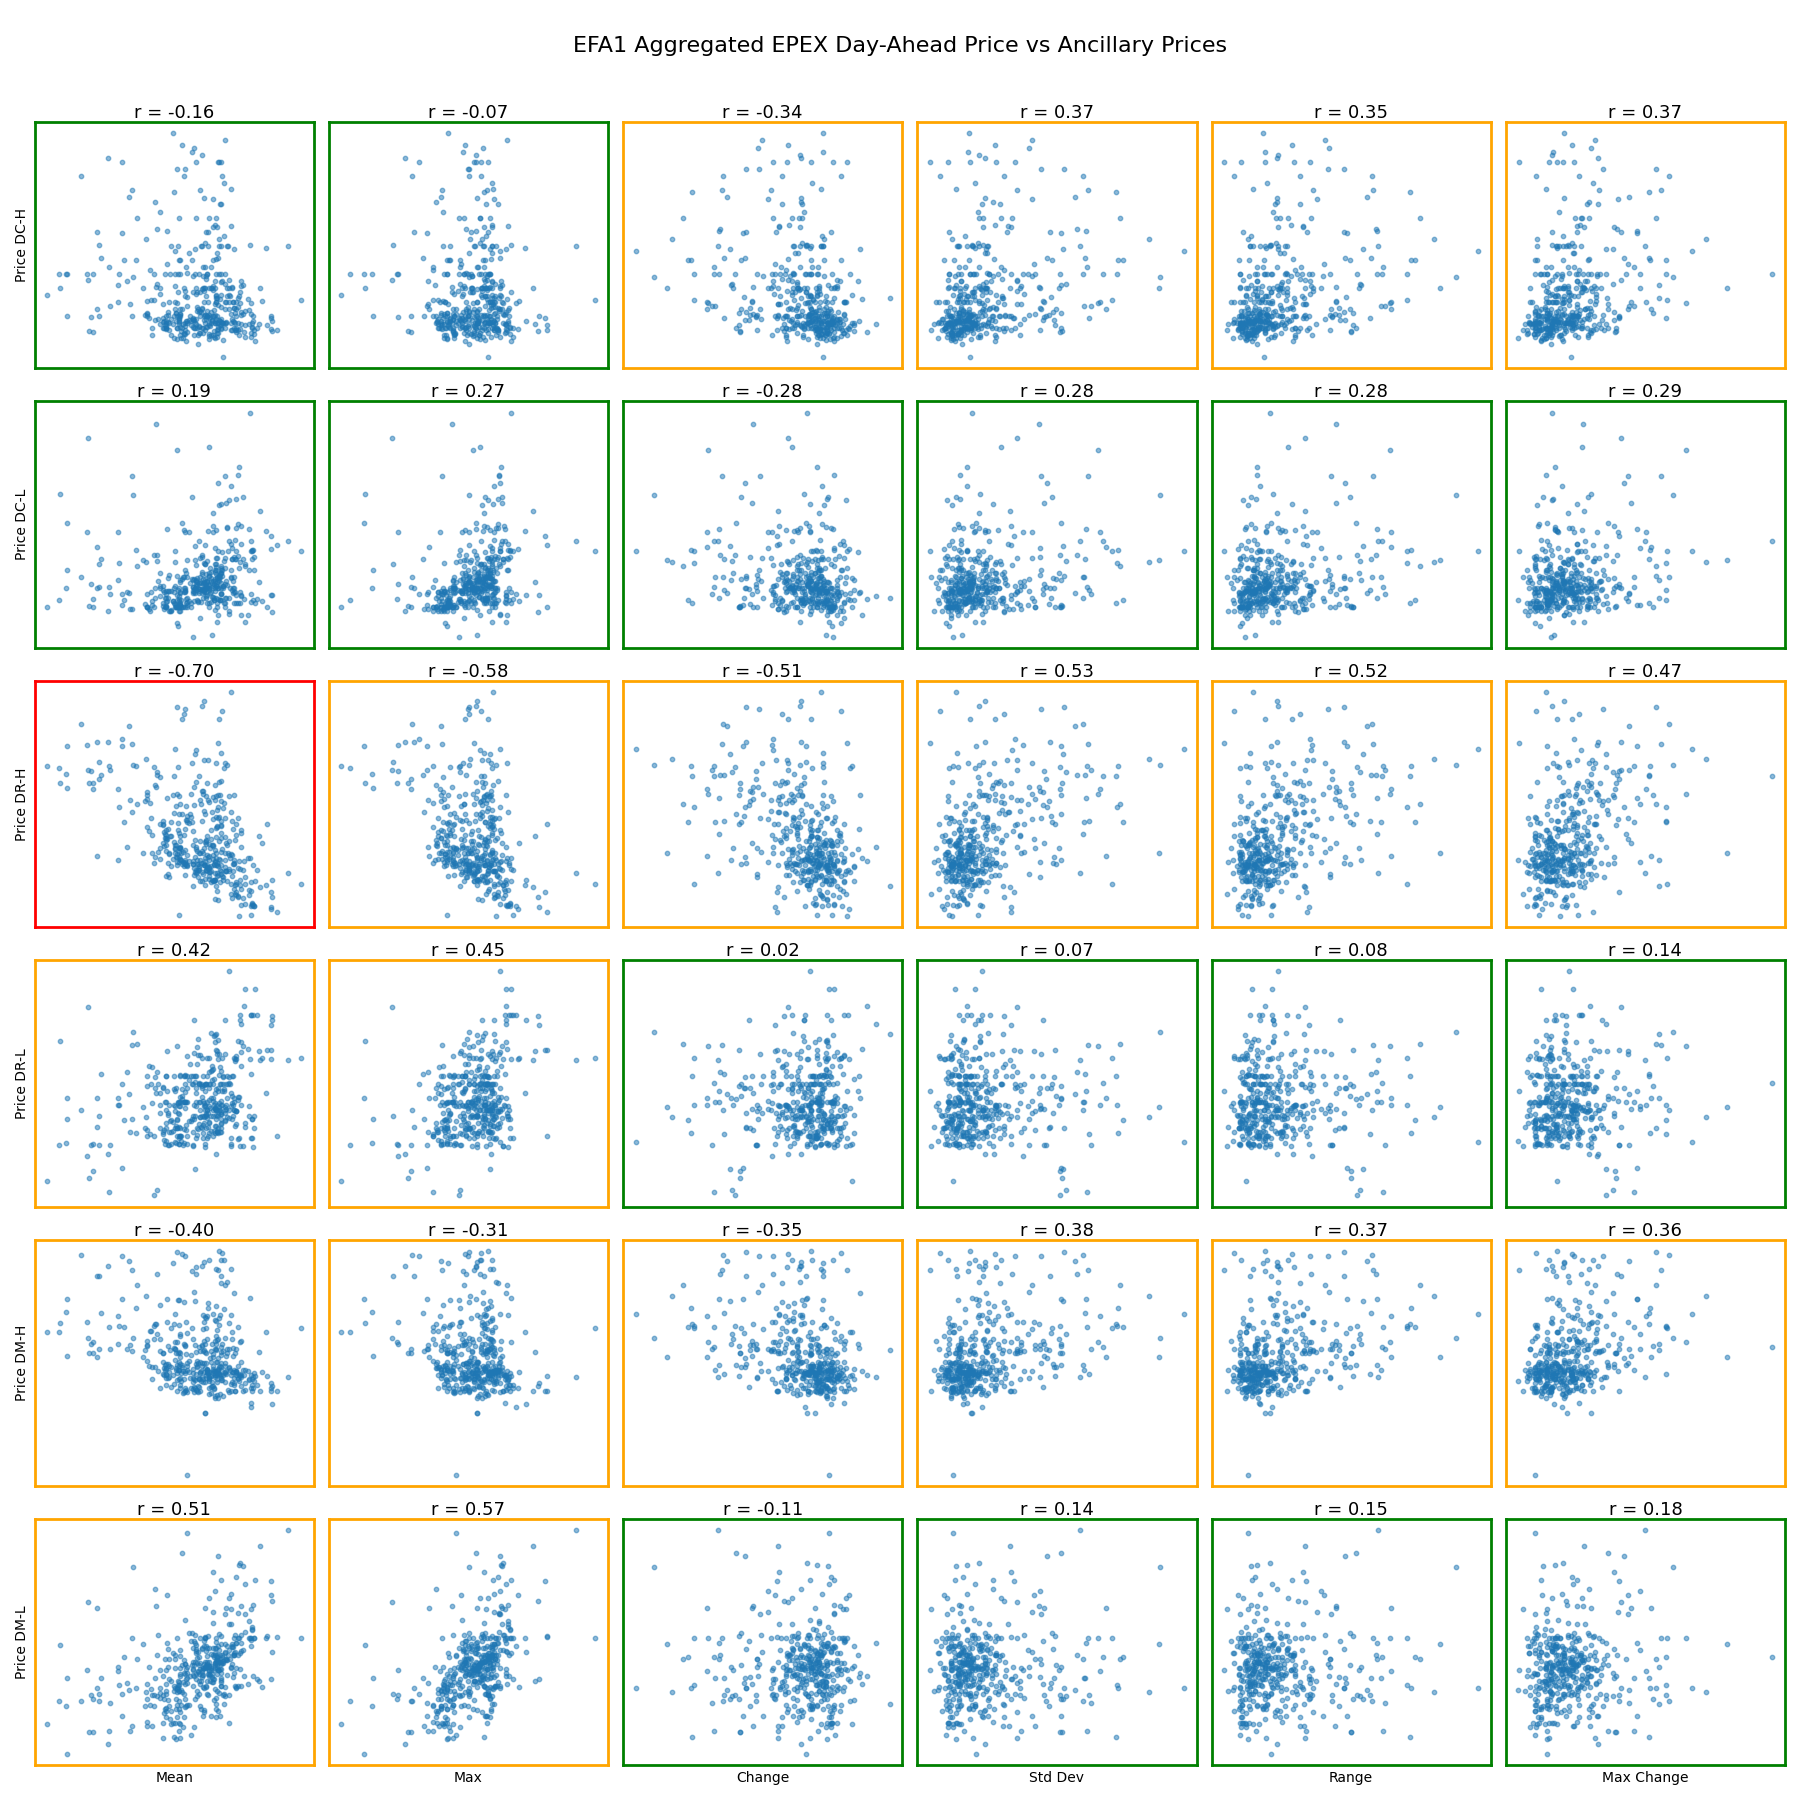 EFA1 Aggregated EPEX Day-Ahead Price vs Ancillary Prices
r = -0.16 r = -0.07 r = -0.34 r = 0.37 r = 0.35 r = 0.37
Price DC-H
r = 0.19 r = 0.27 r = -0.28 r = 0.28 r = 0.28 r = 0.29
Price DC-L
r = -0.70 r = -0.58 r = -0.51 r = 0.53 r = 0.52 r = 0.47
Price DR-H
r = 0.42 r = 0.45 r = 0.02 r = 0.07 r = 0.08 r = 0.14
Price DR-L
r = -0.40 r = -0.31 r = -0.35 r = 0.38 r = 0.37 r = 0.36
Price DM-H
r = 0.51 r = 0.57 r = -0.11 r = 0.14 r = 0.15 r = 0.18
Price DM-L
Mean Max Change Std Dev Range Max Change